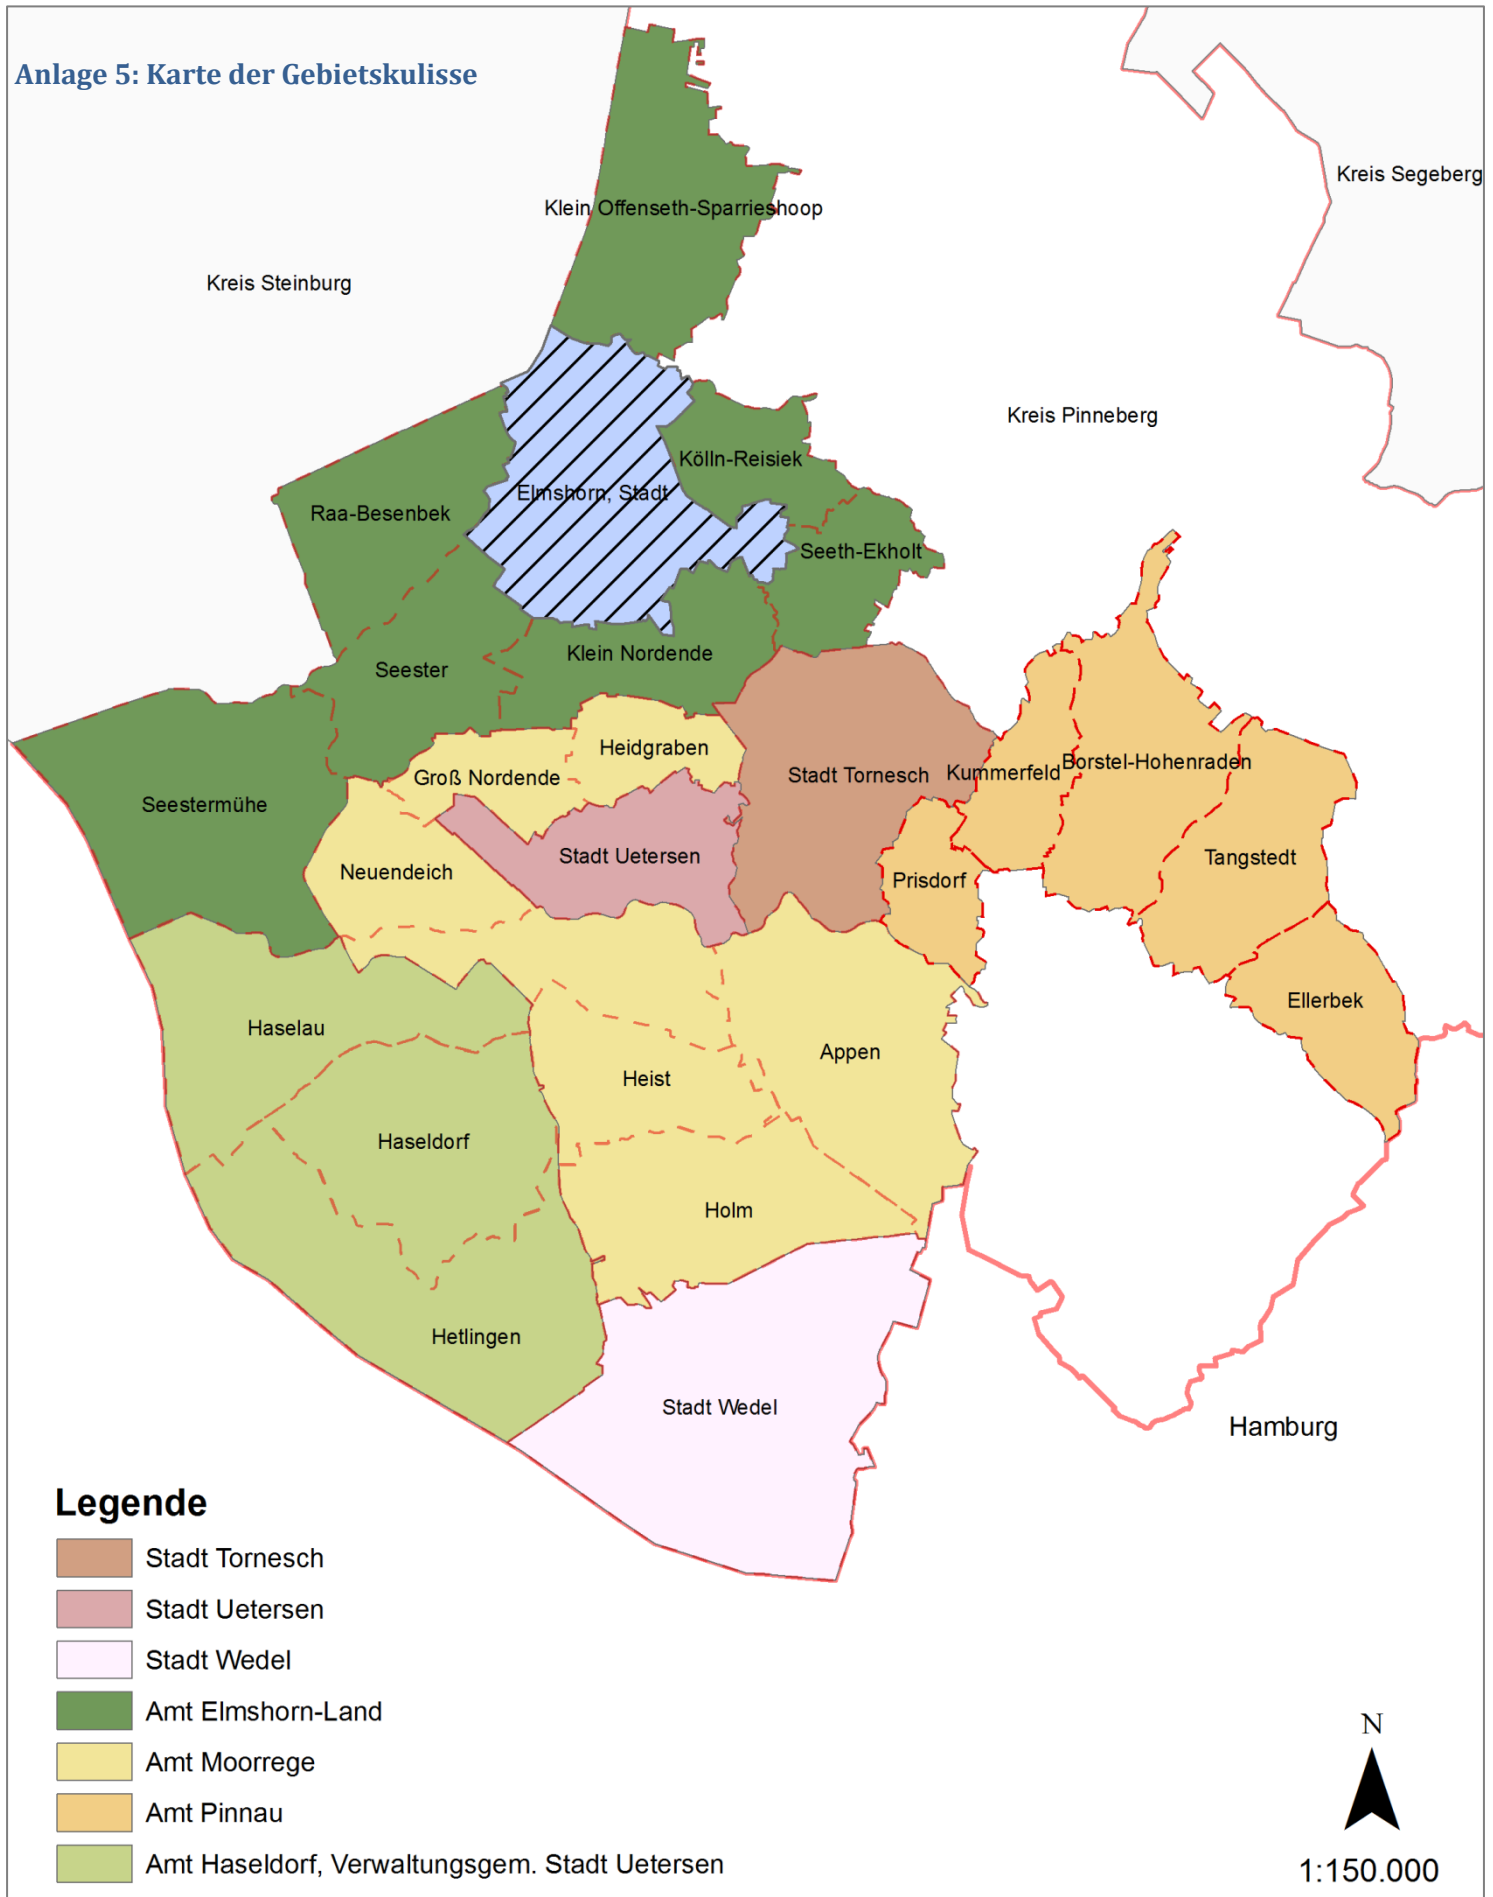 Anlage 5: Karte der Gebietskulisse
Kreis Segeberg
Klein Offenseth-Sparrieshoop
Kreis Steinburg
Kreis Pinneberg
Kölln-Reisiek
Elmshorn, Stadt
Raa-Besenbek
Seeth-Ekholt
Klein Nordende
Seester
Heidgraben
Groß Nordende
Stadt Tornesch
Kummerfeld
Borstel-Hohenraden
Seestermühe
Stadt Uetersen
Tangstedt
Neuendeich
Prisdorf
Ellerbek
Haselau
Appen
Heist
Haseldorf
Holm
Hetlingen
Stadt Wedel
Hamburg
Legende
Stadt Tornesch
Stadt Uetersen
Stadt Wedel
Amt Elmshorn-Land
Amt Moorrege
Amt Pinnau
Amt Haseldorf, Verwaltungsgem. Stadt Uetersen
N
1:150.000